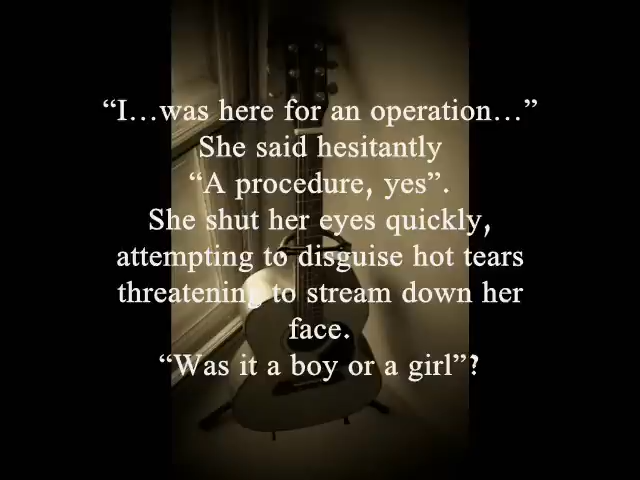 “I...was here for an operation...”
She said hesitantly
“A procedure, yes”.
She shut her eyes quickly,
attempting to disguise hot tears
threatening to stream down her
face.
“Was it a boy or a girl”?